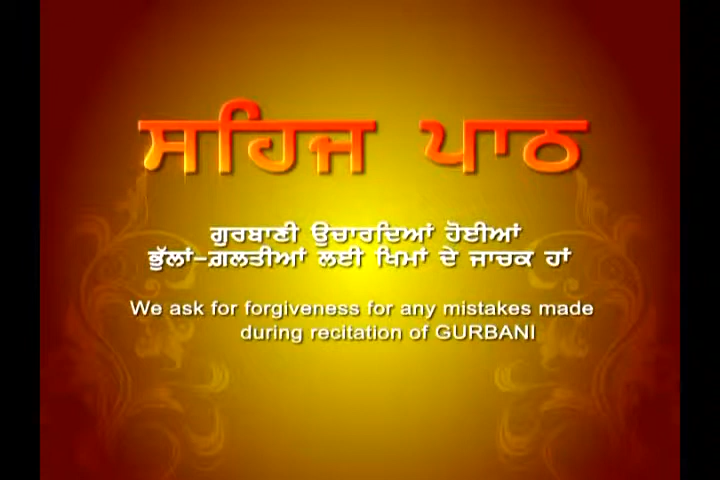 ਸਹਿਜ ਪਾਠ
ਗੁਰਬਾਣੀ ਉਚਾਰਦਿਆਂ ਹੋਈਆਂ
ਭੁੱਲਾਂ-ਗ਼ਲਤੀਆਂ ਲਈ ਖਿਮਾਂ ਦੇ ਜਾਚਕ ਹਾਂ
We ask for forgiveness for any mistakes made
during recitation of GURBANI